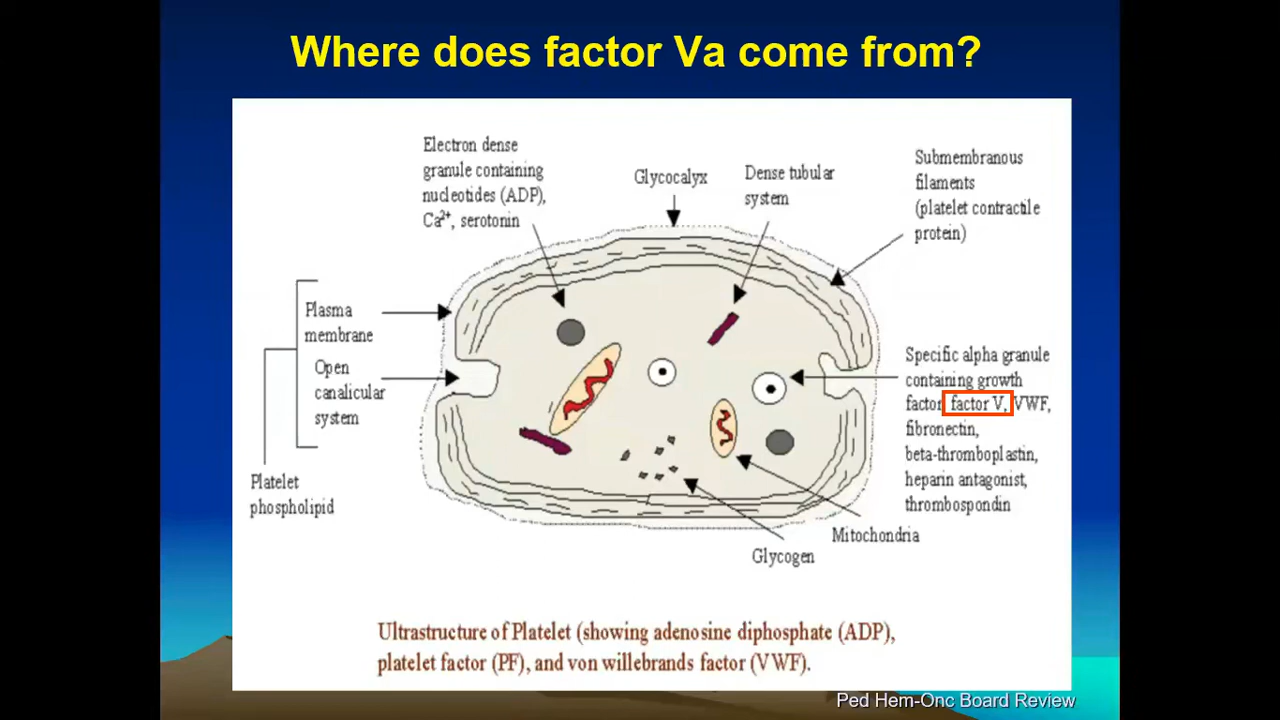 Where does factor Va come from?
Electron dense
granule containing
nucleotides (ADP),
Ca²⁺, serotonin
Glycocalyx
Dense tubular
system
Submembranous
filaments
(platelet contractile
protein)
Plasma
membrane
Open
canalicular
system
Platelet
phospholipid
Specific alpha granule
containing growth
factor, factor V, VWF,
fibronectin,
beta-thromboplastin,
heparin antagonist,
thrombospondin
Mitochondria
Glycogen
Ultrastructure of Platelet (showing adenosine diphosphate (ADP),
platelet factor (PF), and von willebrands factor (VWF).
Ped Hem-Onc Board Review